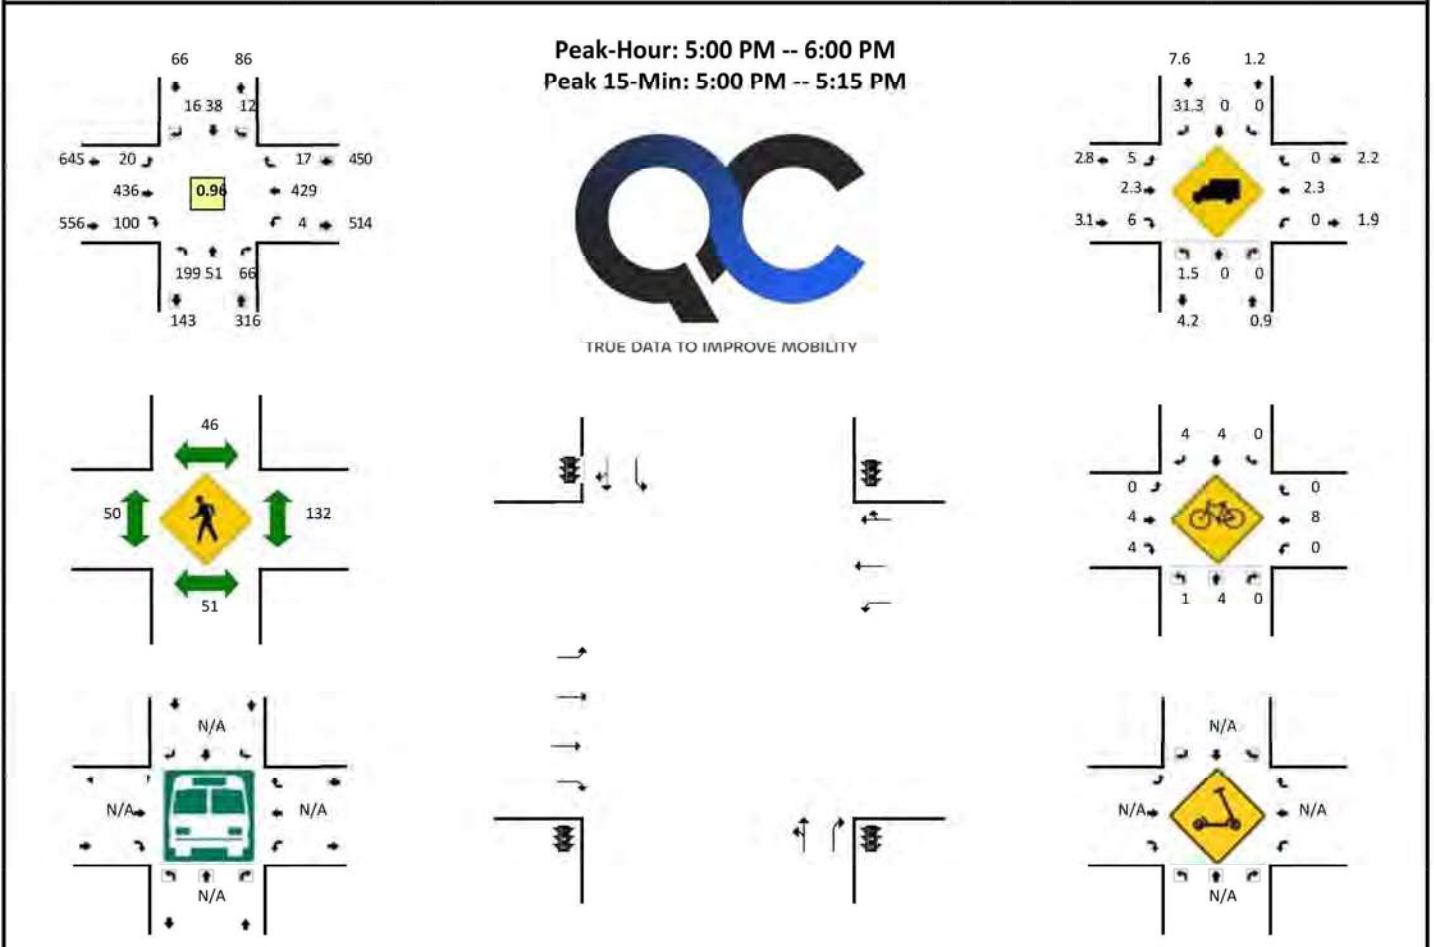 Peak-Hour: 5:00 PM -- 6:00 PM
Peak 15-Min: 5:00 PM -- 5:15 PM
66 86
16 38 12
645 20 17 450
436 0.96 429
556 100 4 514
199 51 66
143 316
QC
TRUE DATA TO IMPROVE MOBILITY
7.6 1.2
31.3 0 0
2.8 5 0 2.2
2.3 2.3
3.1 6 0 1.9
1.5 0 0
4.2 0.9
46
50 132
51
4 4 0
0 0
4 8
4 0
1 4 0
N/A
N/A N/A
N/A
N/A
N/A N/A
N/A